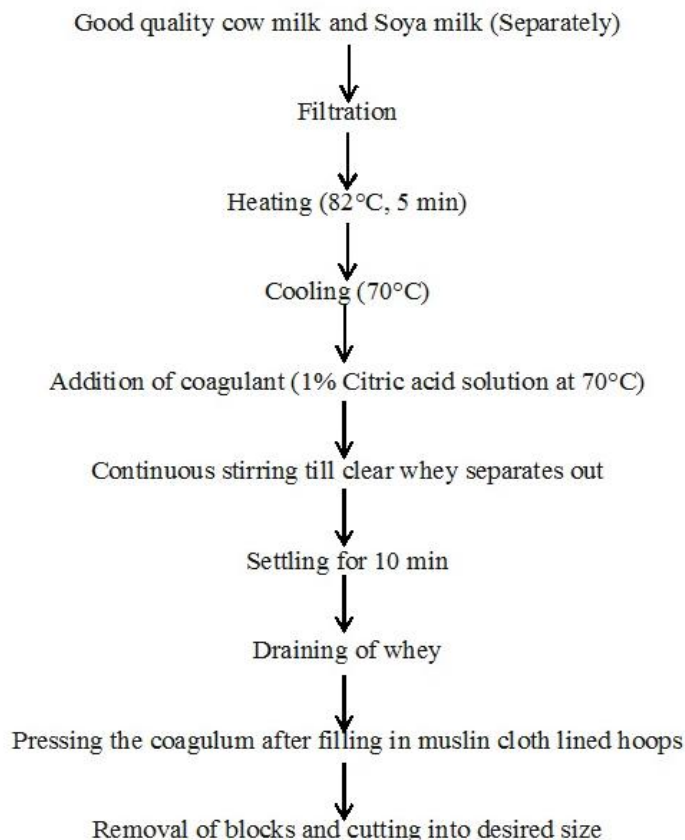 Good quality cow milk and Soya milk (Separately)
Filtration
Heating (82°C, 5 min)
Cooling (70°C)
Addition of coagulant (1% Citric acid solution at 70°C)
Continuous stirring till clear whey separates out
Settling for 10 min
Draining of whey
Pressing the coagulum after filling in muslin cloth lined hoops
Removal of blocks and cutting into desired size